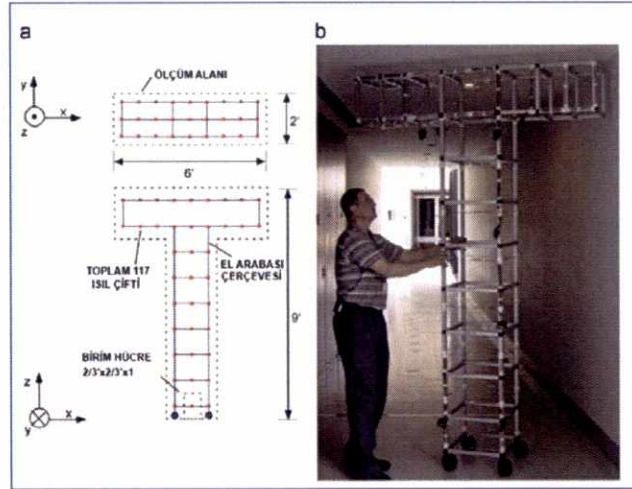 a
b
ÖLÇÜM ALANI
y
x
z
2'
6'
TOPLAM 117
ISIL ÇİFTİ
EL ARABASI
ÇERÇEVESİ
9'
BİRİM HÜCRE
2/3'x2/3'x1
z
x
y